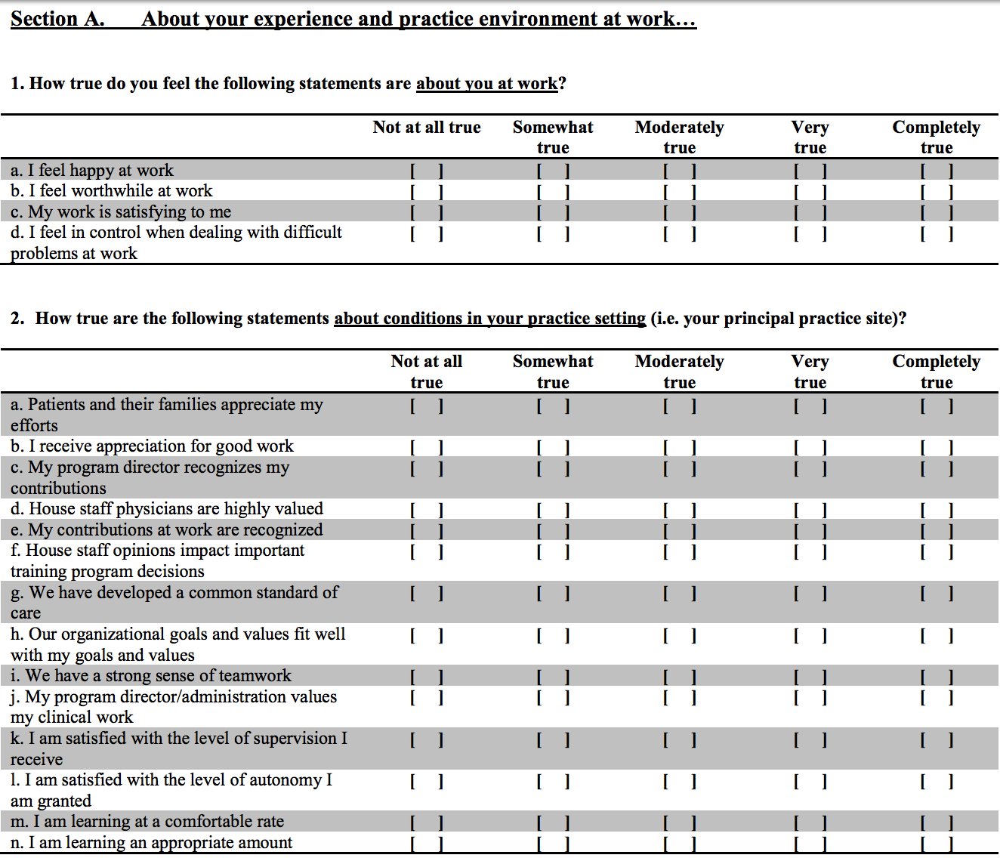 Section A. About your experience and practice environment at work…
1. How true do you feel the following statements are about you at work?
Not at all true Somewhat true Moderately true Very true Completely true
a. I feel happy at work [ ] [ ] [ ] [ ] [ ]
b. I feel worthwhile at work [ ] [ ] [ ] [ ] [ ]
c. My work is satisfying to me [ ] [ ] [ ] [ ] [ ]
d. I feel in control when dealing with difficult [ ] [ ] [ ] [ ] [ ]
problems at work
2. How true are the following statements about conditions in your practice setting (i.e. your principal practice site)?
Not at all true Somewhat true Moderately true Very true Completely true
a. Patients and their families appreciate my [ ] [ ] [ ] [ ] [ ]
efforts
b. I receive appreciation for good work [ ] [ ] [ ] [ ] [ ]
c. My program director recognizes my [ ] [ ] [ ] [ ] [ ]
contributions
d. House staff physicians are highly valued [ ] [ ] [ ] [ ] [ ]
e. My contributions at work are recognized [ ] [ ] [ ] [ ] [ ]
f. House staff opinions impact important [ ] [ ] [ ] [ ] [ ]
training program decisions
g. We have developed a common standard of [ ] [ ] [ ] [ ] [ ]
care
h. Our organizational goals and values fit well [ ] [ ] [ ] [ ] [ ]
with my goals and values
i. We have a strong sense of teamwork [ ] [ ] [ ] [ ] [ ]
j. My program director/administration values [ ] [ ] [ ] [ ] [ ]
my clinical work
k. I am satisfied with the level of supervision I [ ] [ ] [ ] [ ] [ ]
receive
l. I am satisfied with the level of autonomy I [ ] [ ] [ ] [ ] [ ]
am granted
m. I am learning at a comfortable rate [ ] [ ] [ ] [ ] [ ]
n. I am learning an appropriate amount [ ] [ ] [ ] [ ] [ ]